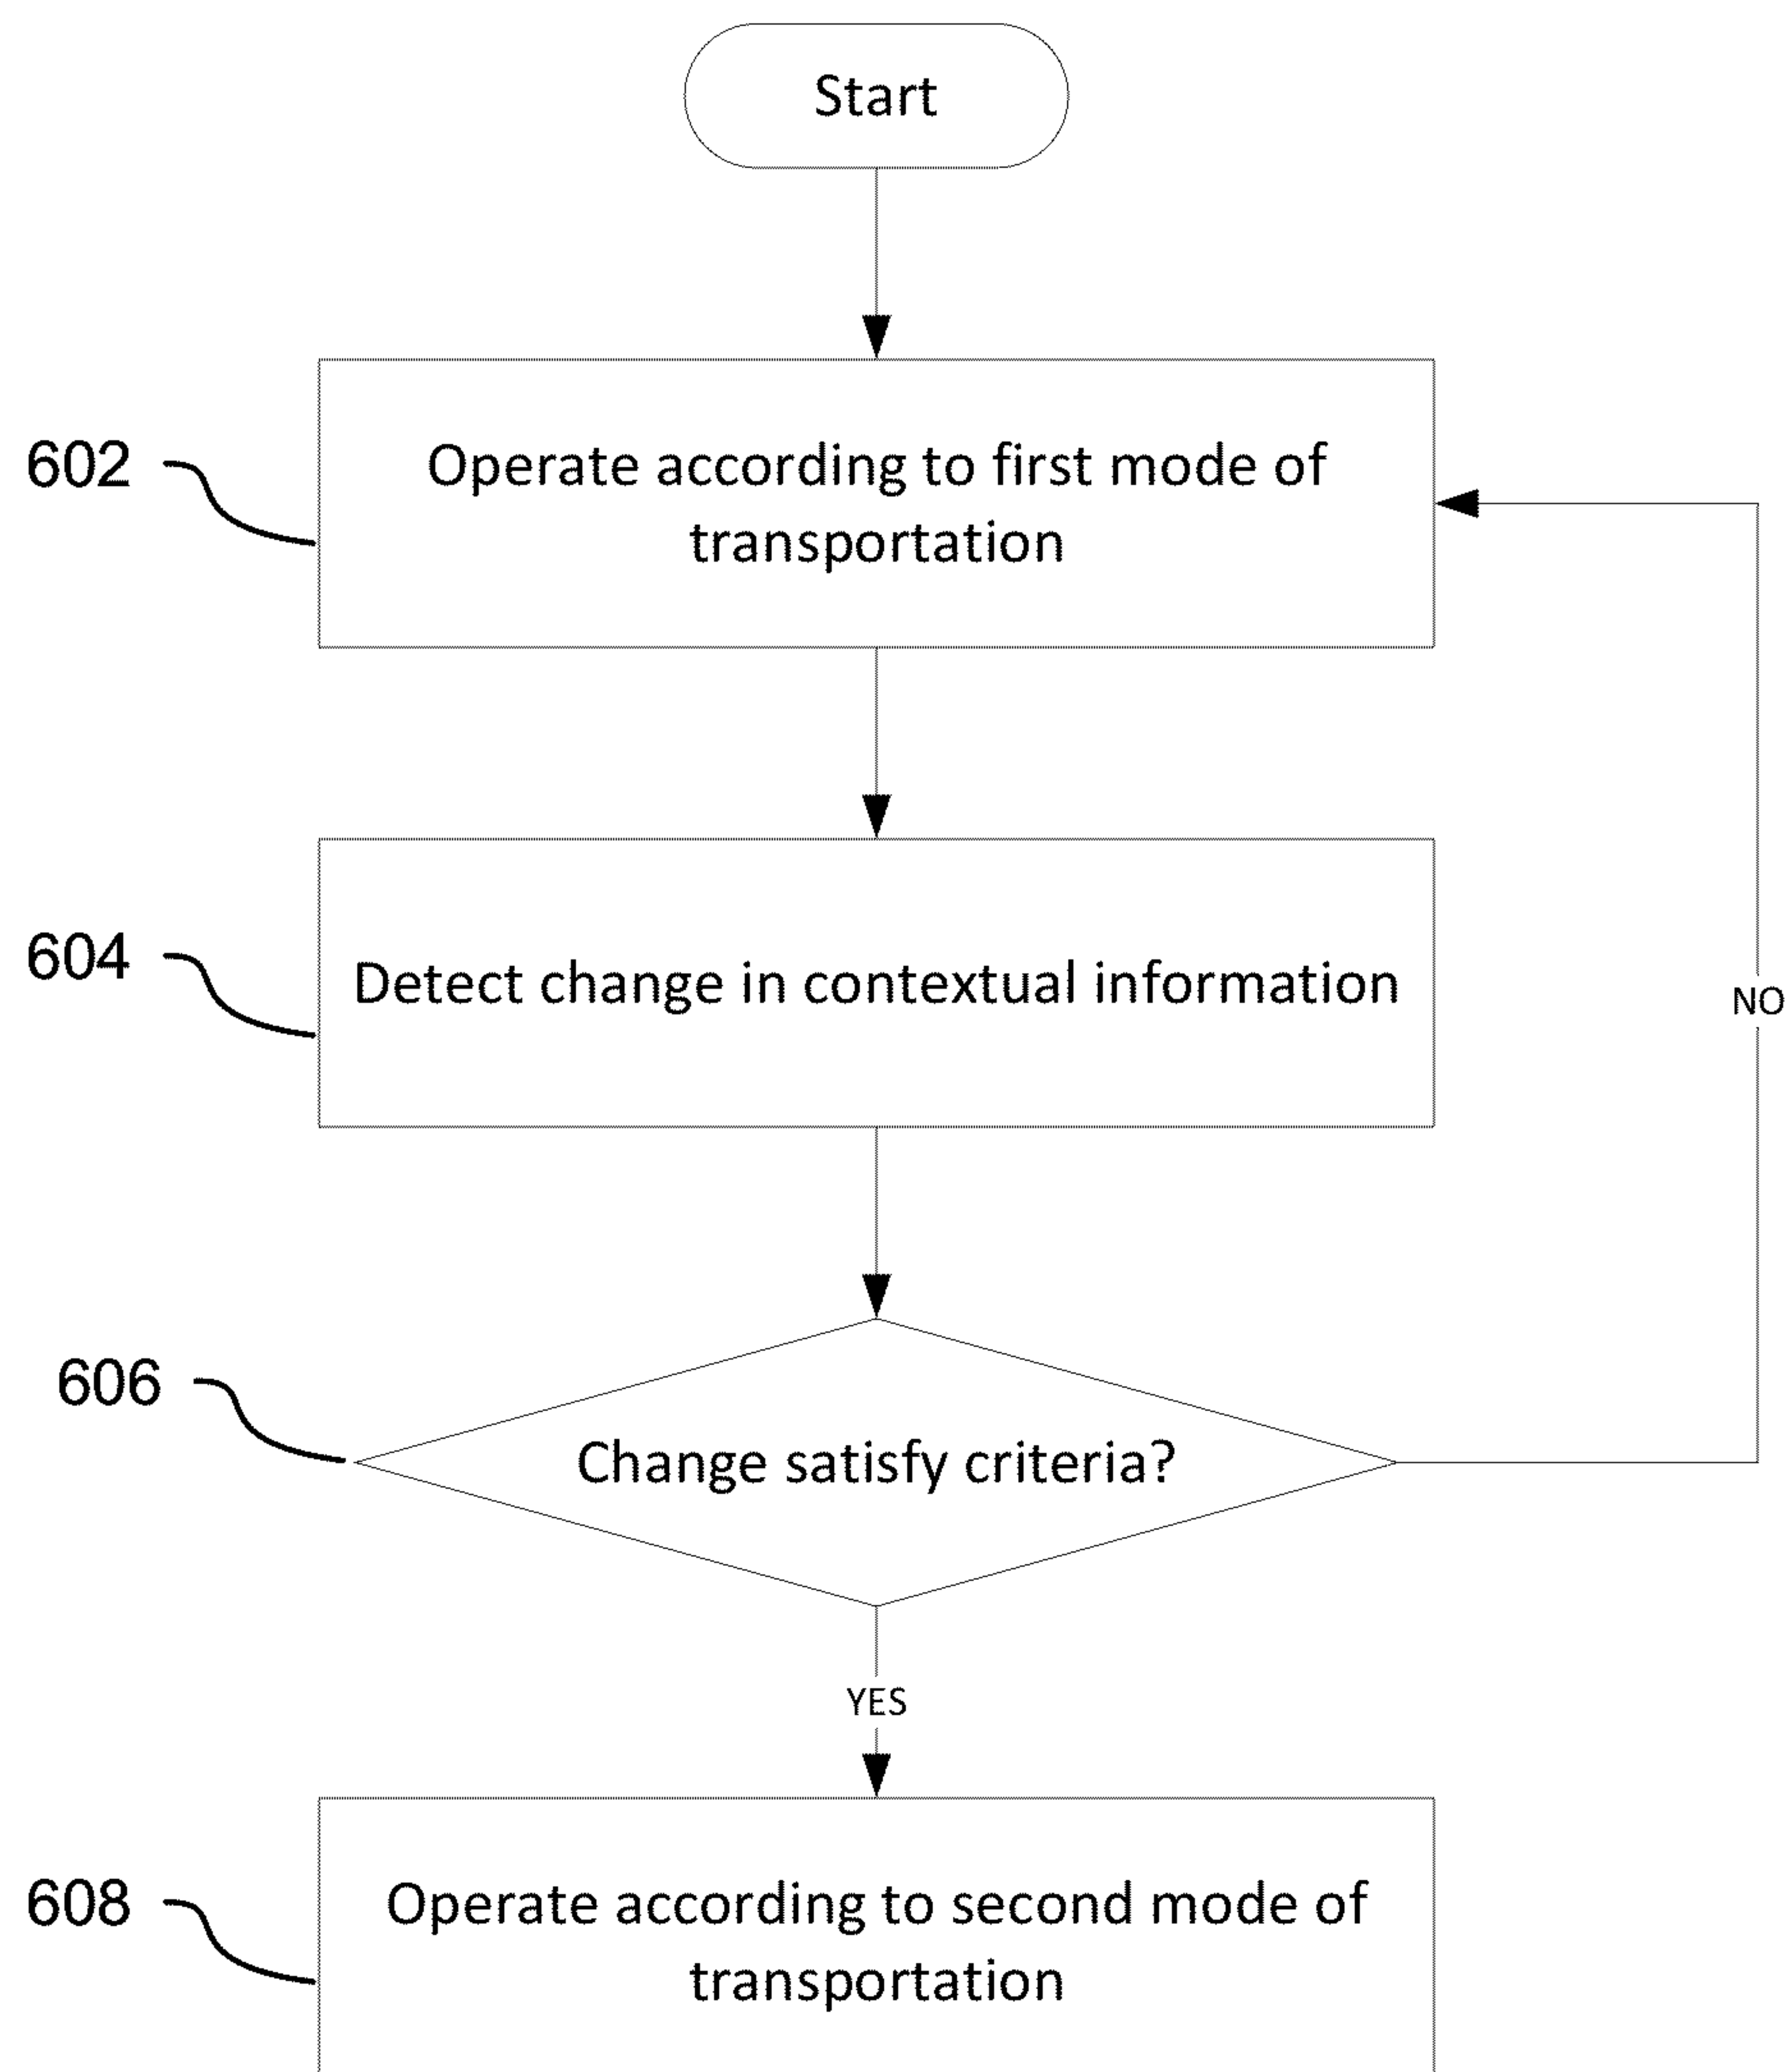 Start
602
Operate according to first mode of
transportation
604
Detect change in contextual information
NO
606
Change satisfy criteria?
YES
608
Operate according to second mode of
transportation